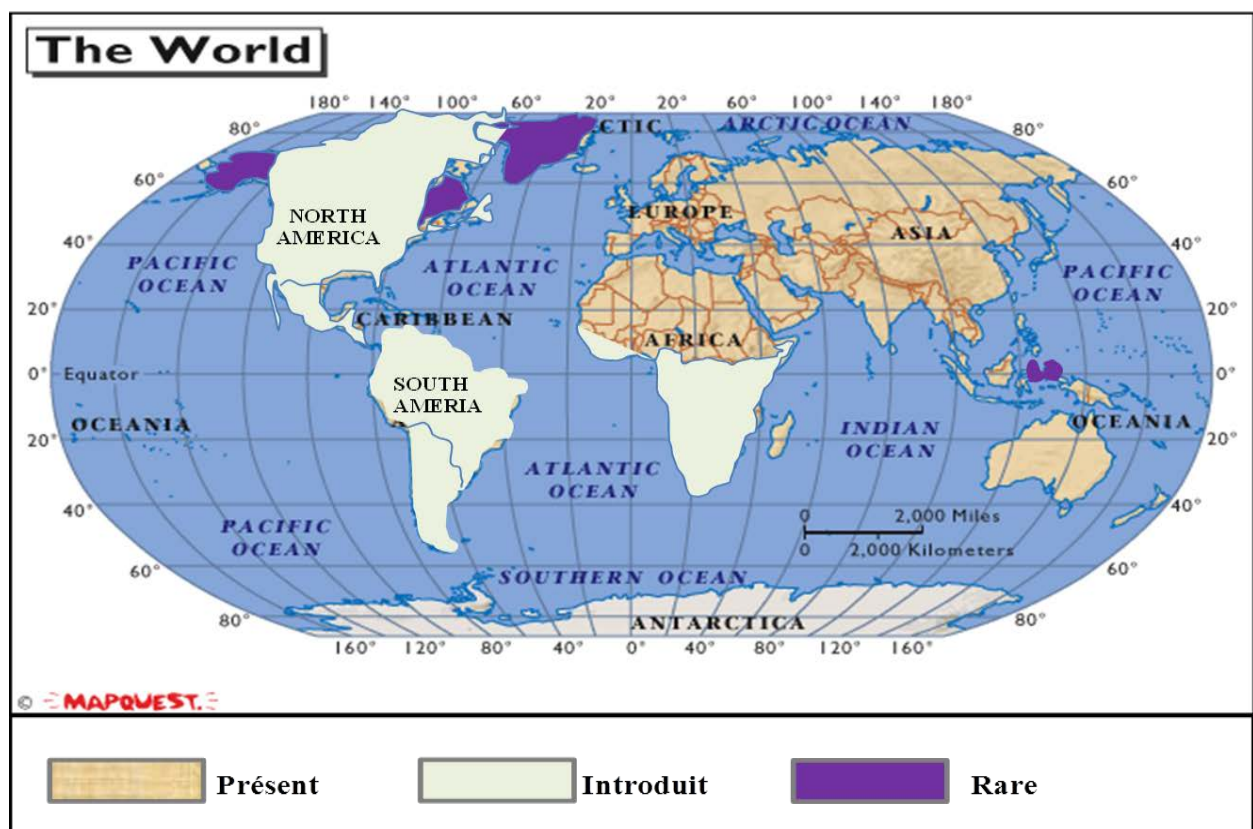 The World
180° 140° 100° 60° 20° 20° 60° 100° 140° 180°
80° CTIC ARCTIC OCEAN 80°
60° 60°
NORTH
AMERICA
EUROPE
ASIA
40° 40°
PACIFIC
OCEAN
ATLANTIC
OCEAN
PACIFIC
OCEAN
20° 20°
CARIBBEAN
AFRICA
0° Equator 0°
SOUTH
AMERIA
OCEANIA
INDIAN
OCEAN
OCEANIA
20° 20°
ATLANTIC
OCEAN
40° 40°
PACIFIC
OCEAN
0 2,000 Miles
0 2,000 Kilometers
60° 60°
SOUTHERN OCEAN
80° ANTARCTICA 80°
160° 120° 80° 40° 0° 40° 80° 120° 160°
© MAPQUEST.
Présent Introduit Rare